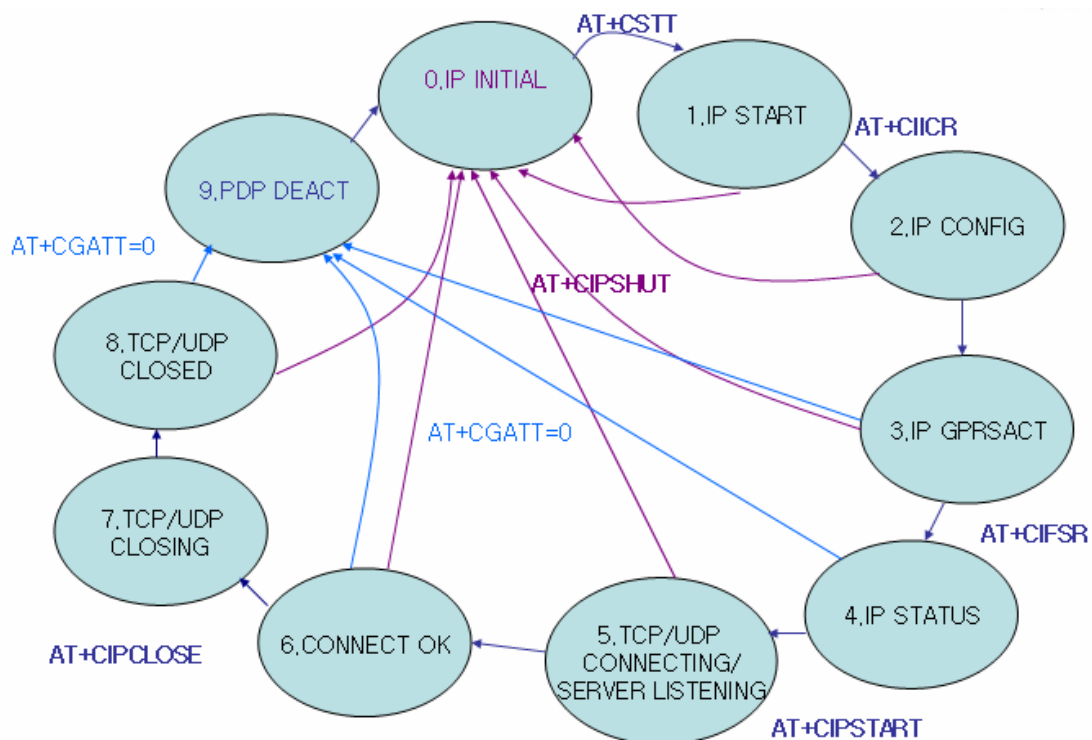 AT+CSTT
0,IP INITIAL
1,IP START
AT+CIICR
9,PDP DEACT
2,IP CONFIG
AT+CGATT=0
AT+CIPSHUT
8,TCP/UDP
CLOSED
AT+CGATT=0
3,IP GPRSACT
7,TCP/UDP
CLOSING
AT+CIFSR
4,IP STATUS
5,TCP/UDP
CONNECTING/
SERVER LISTENING
6,CONNECT OK
AT+CIPCLOSE
AT+CIPSTART